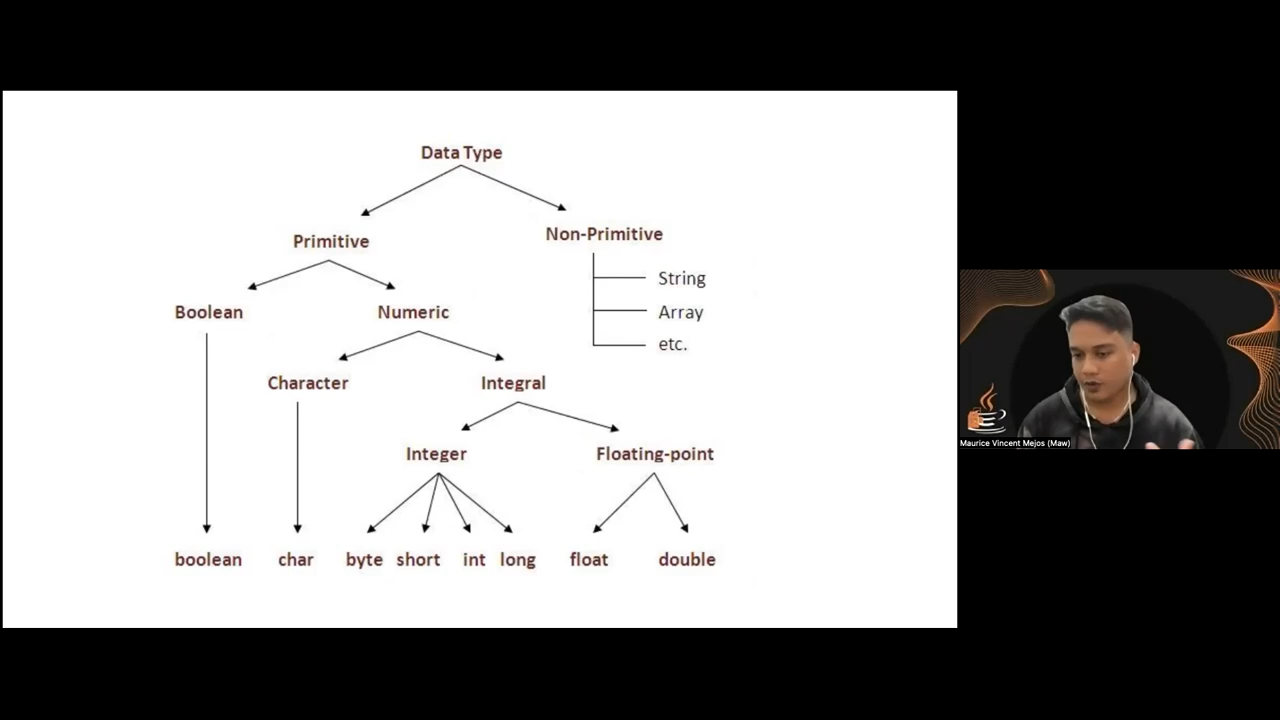 Data Type
Primitive
Non-Primitive
String
Boolean
Numeric
Array
etc.
Character
Integral
Integer
Floating-point
boolean
char
byte
short
int
long
float
double
Maurice Vincent Mejos (Maw)